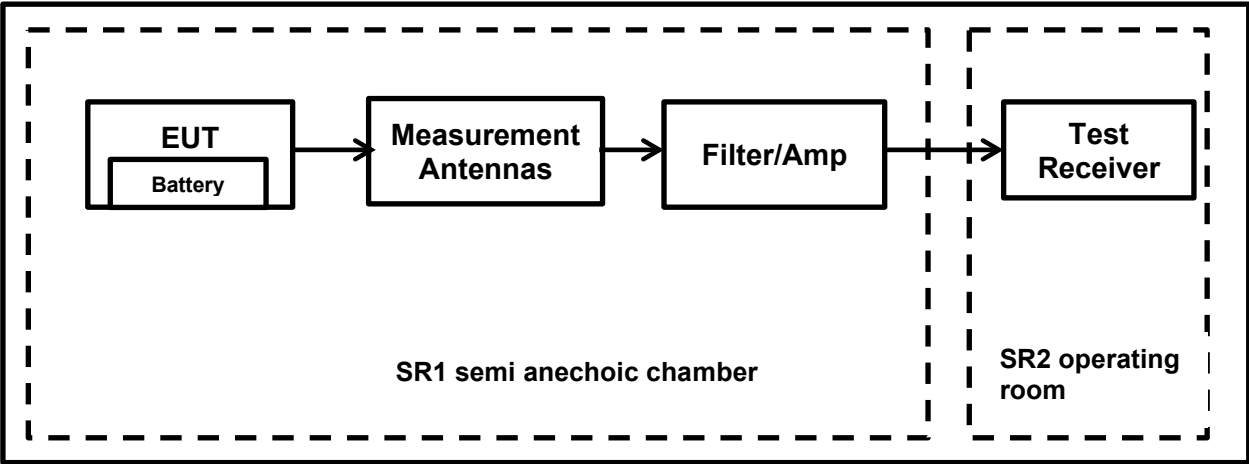 EUT
Battery
Measurement
Antennas
Filter/Amp
Test
Receiver
SR1 semi anechoic chamber
SR2 operating
room